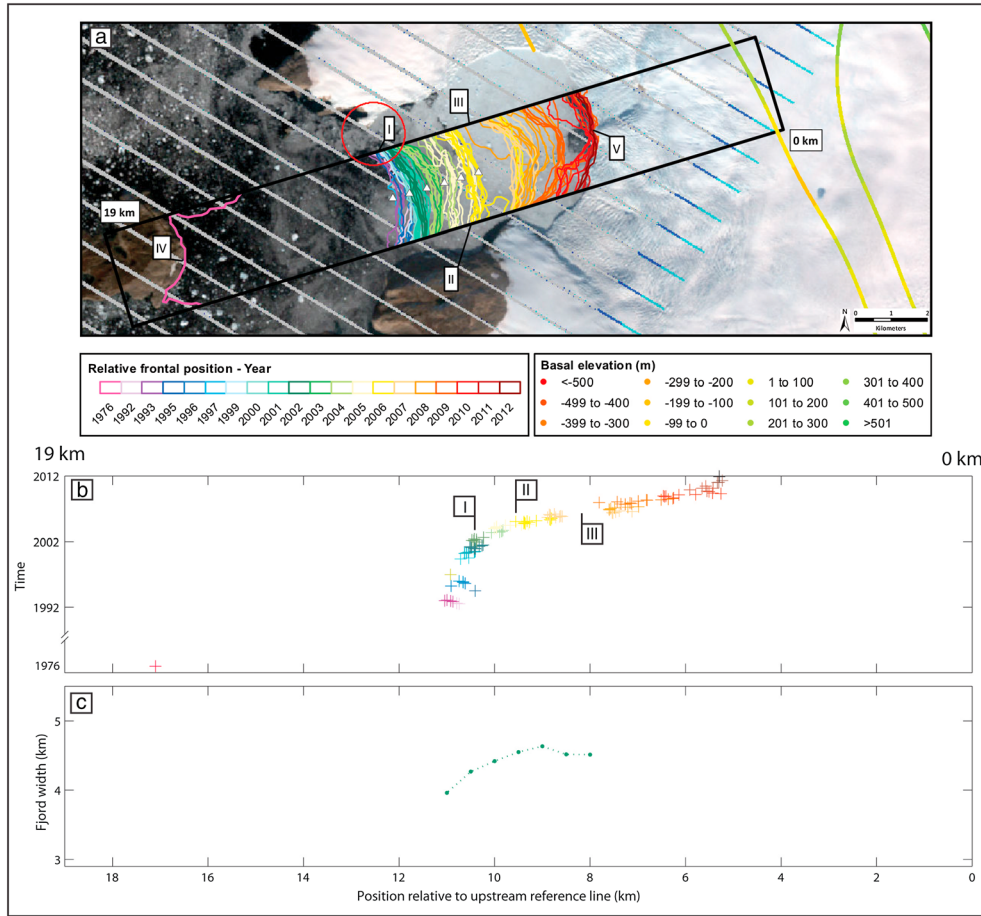 a
I
III
V
0 km
19 km
IV
II
N
0 1 2
Kilometers
Relative frontal position - Year
1976 1992 1993 1995 1996 1997 1999 2000 2001 2002 2003 2004 2005 2006 2007 2008 2009 2010 2011 2012
Basal elevation (m)
<-500 -299 to -200 1 to 100 301 to 400
-499 to -400 -199 to -100 101 to 200 401 to 500
-399 to -300 -99 to 0 201 to 300 >501
19 km 0 km
b
2012
2002
1992
1976
Time
I
II
III
c
5
4
3
Fjord width (km)
18 16 14 12 10 8 6 4 2 0
Position relative to upstream reference line (km)